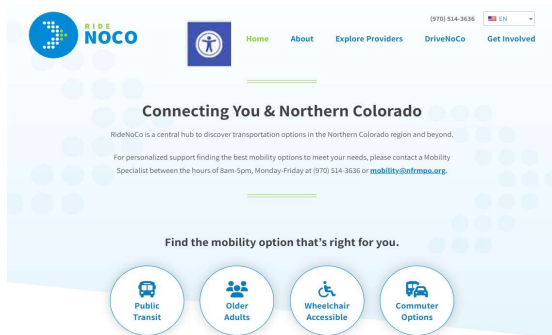 RIDE
NOCO
(970) 514-3636
EN
Home About Explore Providers DriveNoCo Get Involved
Connecting You & Northern Colorado
RideNoCo is a central hub to discover transportation options in the Northern Colorado region and beyond.
For personalized support finding the best mobility options to meet your needs, please contact a Mobility
Specialist between the hours of 8am-5pm, Monday-Friday at (970) 514-3636 or mobility@nfrmpo.org.
Find the mobility option that's right for you.
Public
Transit
Older
Adults
Wheelchair
Accessible
Commuter
Options